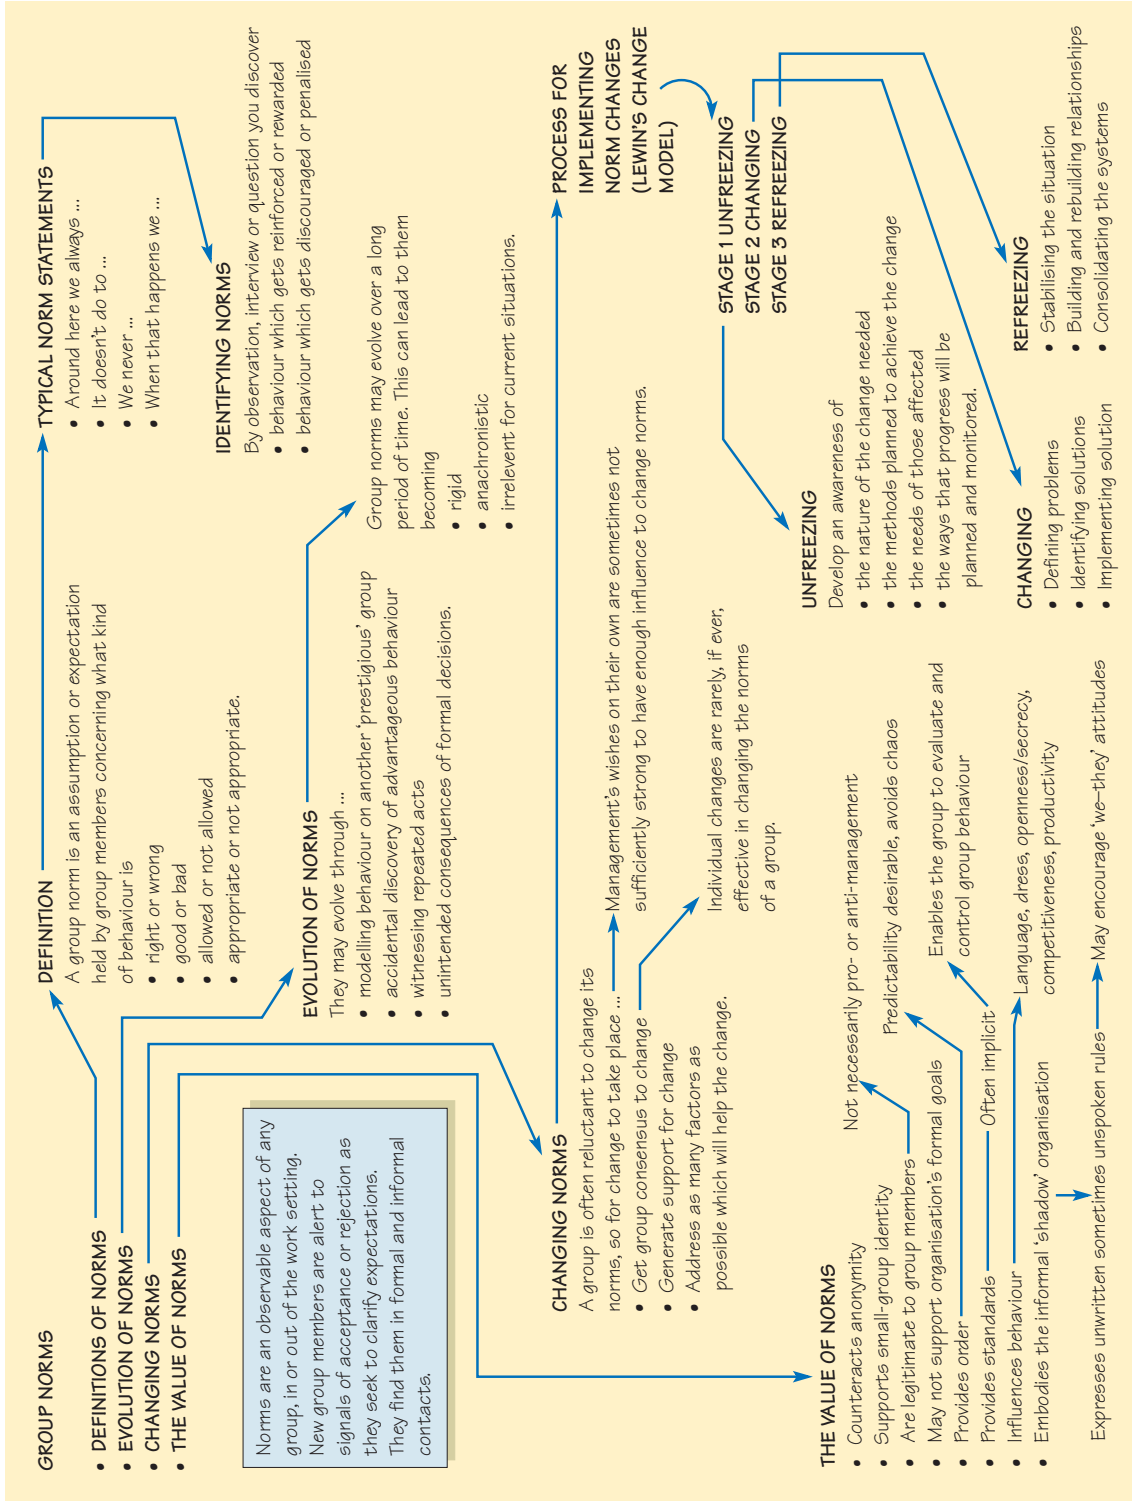 GROUP NORMS
• DEFINITIONS OF NORMS
• EVOLUTION OF NORMS
• CHANGING NORMS
• THE VALUE OF NORMS
Norms are an observable aspect of any
group, in or out of the work setting.
New group members are alert to
signals of acceptance or rejection as
they seek to clarify expectations.
They find them in formal and informal
contacts.
DEFINITION
A group norm is an assumption or expectation
held by group members concerning what kind
of behaviour is
• right or wrong
• good or bad
• allowed or not allowed
• appropriate or not appropriate.
TYPICAL NORM STATEMENTS
• Around here we always ...
• It doesn't do to ...
• We never ...
• When that happens we ...
IDENTIFYING NORMS
By observation, interview or question you discover
• behaviour which gets reinforced or rewarded
• behaviour which gets discouraged or penalised
EVOLUTION OF NORMS
They may evolve through ...
• modelling behaviour on another 'prestigious' group
• accidental discovery of advantageous behaviour
• witnessing repeated acts
• unintended consequences of formal decisions.
Group norms may evolve over a long
period of time. This can lead to them
becoming
• rigid
• anachronistic
• irrelevent for current situations.
CHANGING NORMS
A group is often reluctant to change its
norms, so for change to take place ...
• Get group consensus to change
• Generate support for change
• Address as many factors as
possible which will help the change.
Management's wishes on their own are sometimes not
sufficiently strong to have enough influence to change norms.
Individual changes are rarely, if ever,
effective in changing the norms
of a group.
PROCESS FOR
IMPLEMENTING
NORM CHANGES
(LEWIN'S CHANGE
MODEL)
STAGE 1 UNFREEZING
STAGE 2 CHANGING
STAGE 3 REFREEZING
UNFREEZING
Develop an awareness of
• the nature of the change needed
• the methods planned to achieve the change
• the needs of those affected
• the ways that progress will be
planned and monitored.
CHANGING
• Defining problems
• Identifying solutions
• Implementing solution
REFREEZING
• Stabilising the situation
• Building and rebuilding relationships
• Consolidating the systems
THE VALUE OF NORMS
• Counteracts anonymity
• Supports small-group identity
• Are legitimate to group members
• May not support organisation's formal goals
• Provides order
• Provides standards
• Influences behaviour
• Embodies the informal 'shadow' organisation
Not necessarily pro- or anti-management
Predictability desirable, avoids chaos
Often implicit
Enables the group to evaluate and
control group behaviour
Language, dress, openness/secrecy,
competitiveness, productivity
Expresses unwritten sometimes unspoken rules
May encourage 'we–they' attitudes